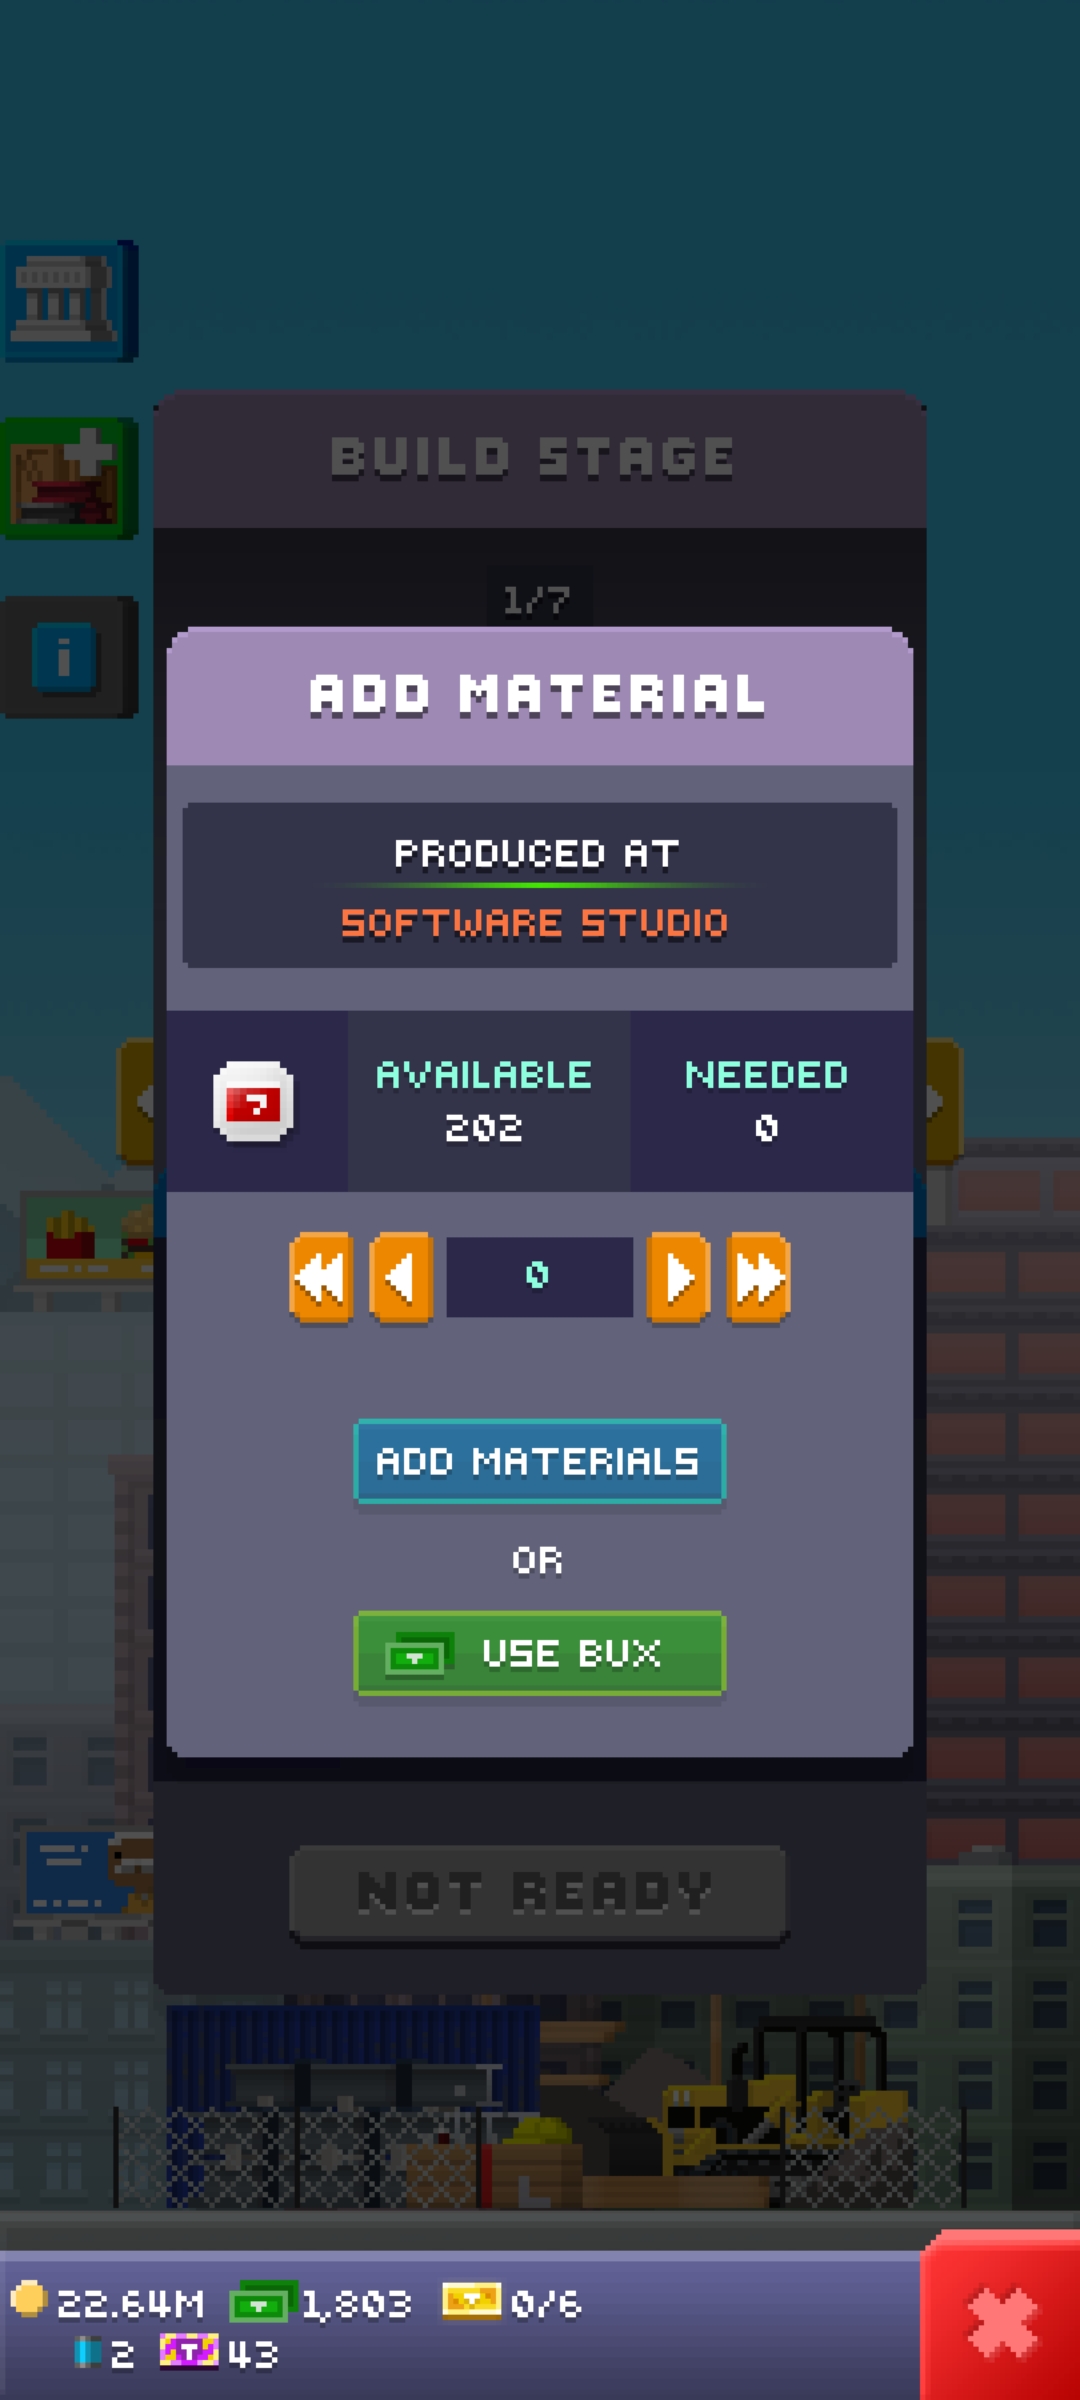 BUILD STAGE
1/7
ADD MATERIAL
PRODUCED AT
SOFTWARE STUDIO
AVAILABLE
NEEDED
202
0
0
ADD MATERIALS
OR
USE BUX
NOT READY
22.64M 1,803 0/6
2 43